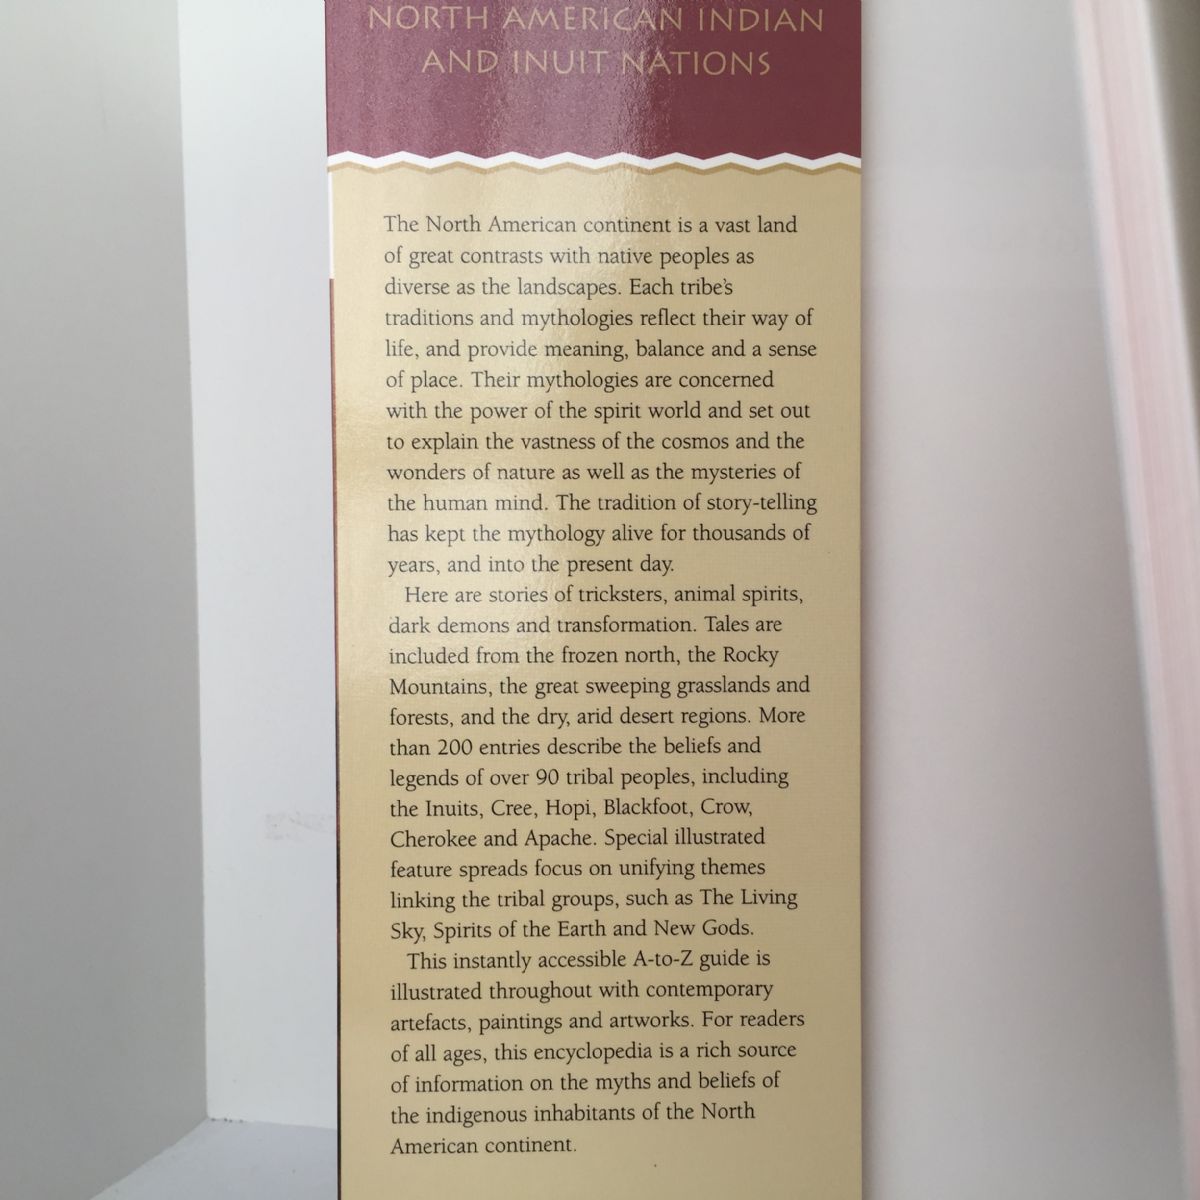 NORTH AMERICAN INDIAN
AND INUIT NATIONS
The North American continent is a vast land
of great contrasts with native peoples as
diverse as the landscapes. Each tribe's
traditions and mythologies reflect their way of
life, and provide meaning, balance and a sense
of place. Their mythologies are concerned
with the power of the spirit world and set out
to explain the vastness of the cosmos and the
wonders of nature as well as the mysteries of
the human mind. The tradition of story-telling
has kept the mythology alive for thousands of
years, and into the present day.
Here are stories of tricksters, animal spirits,
dark demons and transformation. Tales are
included from the frozen north, the Rocky
Mountains, the great sweeping grasslands and
forests, and the dry, arid desert regions. More
than 200 entries describe the beliefs and
legends of over 90 tribal peoples, including
the Inuits, Cree, Hopi, Blackfoot, Crow,
Cherokee and Apache. Special illustrated
feature spreads focus on unifying themes
linking the tribal groups, such as The Living
Sky, Spirits of the Earth and New Gods.
This instantly accessible A-to-Z guide is
illustrated throughout with contemporary
artefacts, paintings and artworks. For readers
of all ages, this encyclopedia is a rich source
of information on the myths and beliefs of
the indigenous inhabitants of the North
American continent.